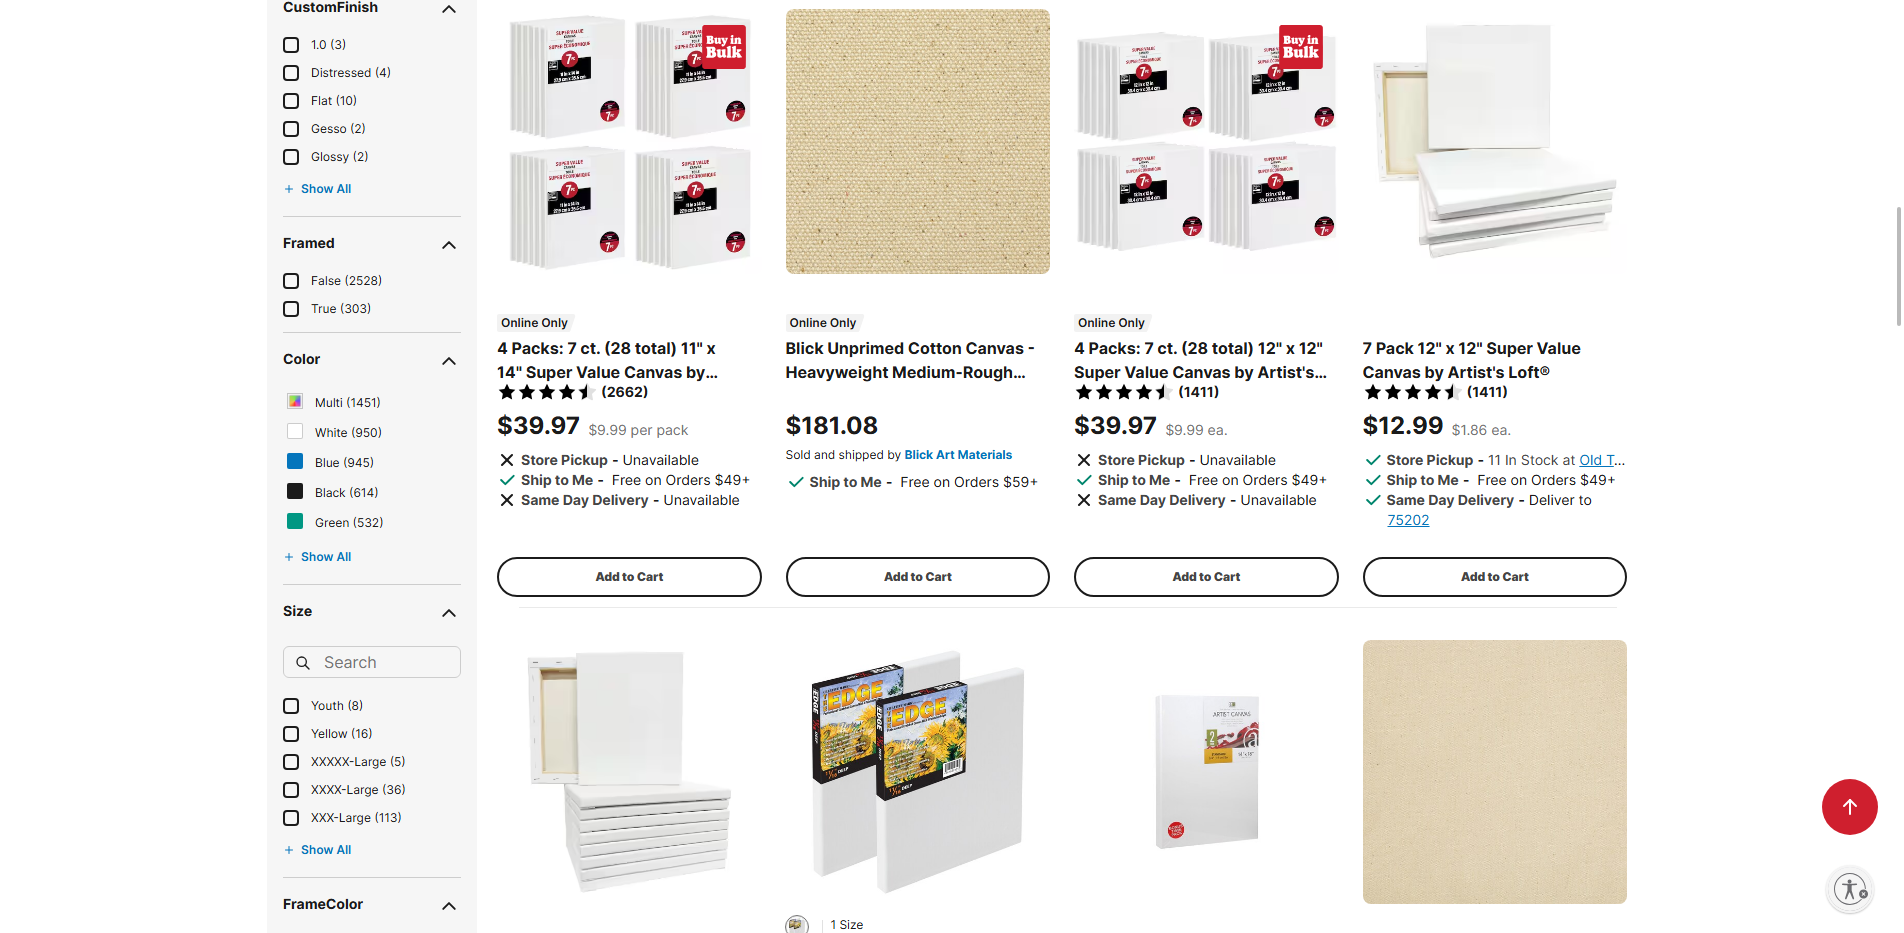 CustomFinish
1.0 (3)
Distressed (4)
Flat (10)
Gesso (2)
Glossy (2)
+ Show All
Framed
False (2528)
True (303)
Color
Multi (1451)
White (950)
Blue (945)
Black (614)
Green (532)
+ Show All
Size
Search
Youth (8)
Yellow (16)
XXXXX-Large (5)
XXXX-Large (36)
XXX-Large (113)
+ Show All
FrameColor
Buy in
Bulk
Online Only
4 Packs: 7 ct. (28 total) 11" x
14" Super Value Canvas by...
(2662)
$39.97 $9.99 per pack
Store Pickup - Unavailable
Ship to Me - Free on Orders $49+
Same Day Delivery - Unavailable
Add to Cart
Online Only
Blick Unprimed Cotton Canvas -
Heavyweight Medium-Rough...
$181.08
Sold and shipped by Blick Art Materials
Ship to Me - Free on Orders $59+
Add to Cart
Buy in
Bulk
Online Only
4 Packs: 7 ct. (28 total) 12" x 12"
Super Value Canvas by Artist's...
(1411)
$39.97 $9.99 ea.
Store Pickup - Unavailable
Ship to Me - Free on Orders $49+
Same Day Delivery - Unavailable
Add to Cart
7 Pack 12" x 12" Super Value
Canvas by Artist's Loft®
(1411)
$12.99 $1.86 ea.
Store Pickup - 11 In Stock at Old T...
Ship to Me - Free on Orders $49+
Same Day Delivery - Deliver to
75202
Add to Cart
EDGE
EDGE
ARTIST CANVAS
1 Size